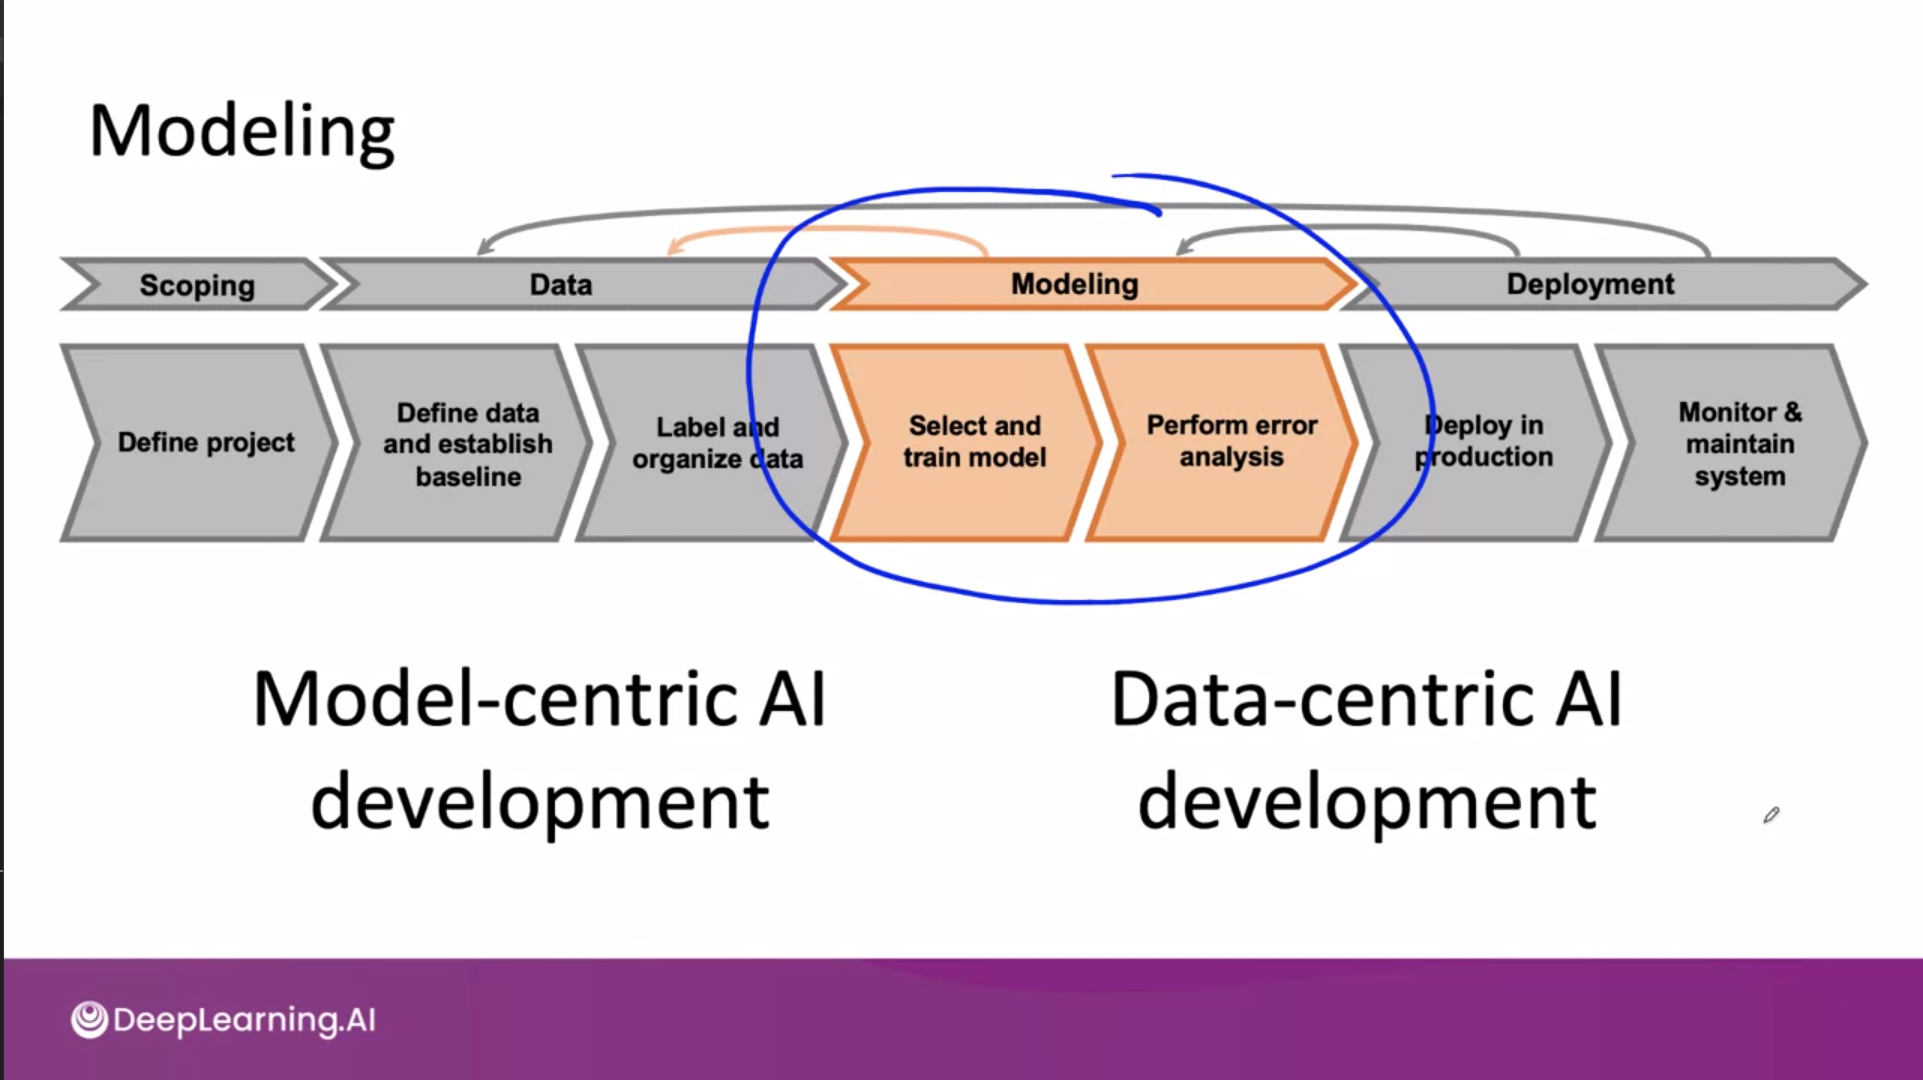 Modeling
Scoping
Data
Modeling
Deployment
Define project
Define data
and establish
baseline
Label and
organize data
Select and
train model
Perform error
analysis
Deploy in
production
Monitor &
maintain
system
Model-centric AI
development
Data-centric AI
development
DeepLearning.AI